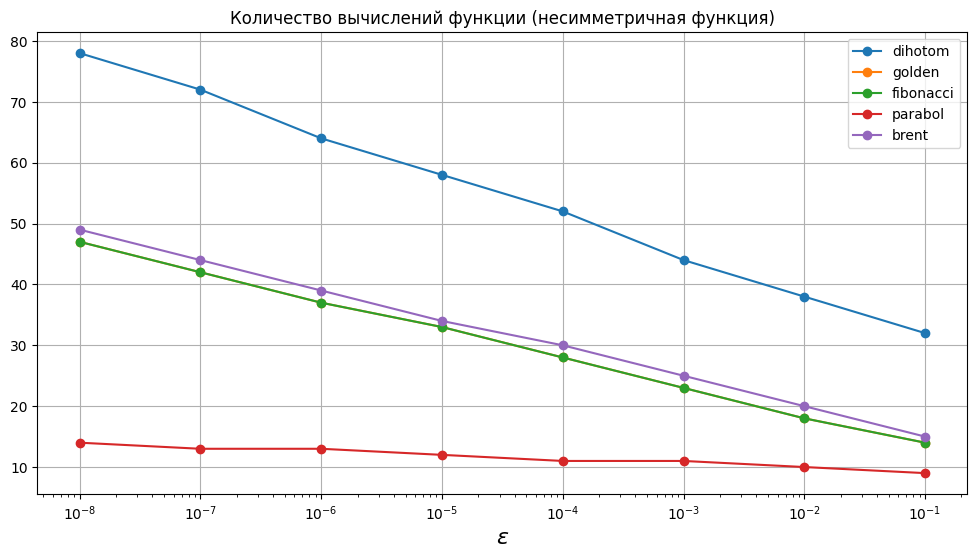 Количество вычислений функции (несимметричная функция)
80
70
60
50
40
30
20
10
dihotom
golden
fibonacci
parabol
brent
10⁻⁸ 10⁻⁷ 10⁻⁶ 10⁻⁵ 10⁻⁴ 10⁻³ 10⁻² 10⁻¹
ε